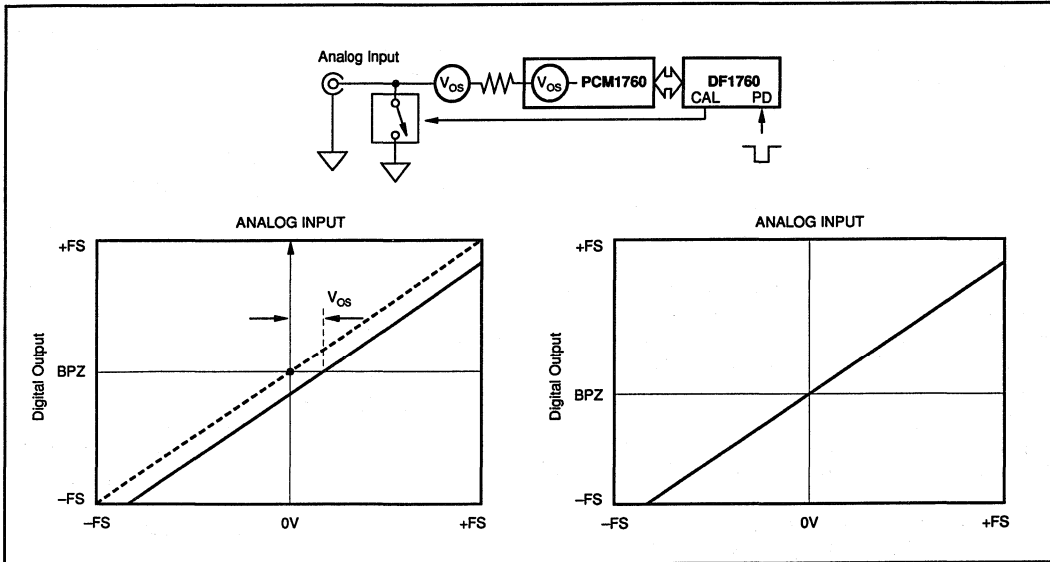 Analog Input
VOS
VOS
PCM1760
DF1760
CAL PD
ANALOG INPUT
+FS
VOS
Digital Output
BPZ
–FS
–FS 0V +FS
ANALOG INPUT
+FS
Digital Output
BPZ
–FS
–FS 0V +FS